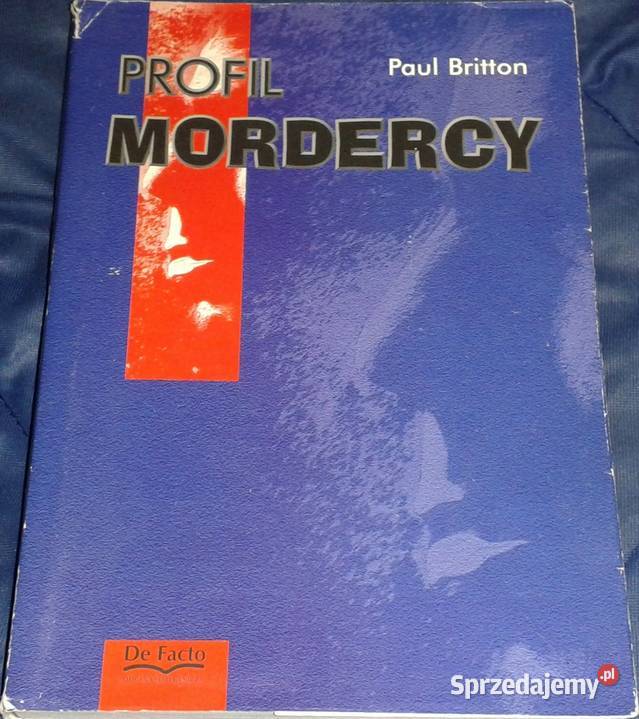 Paul Britton
PROFIL
MORDERCY
De Facto
Sprzedajemy.pl